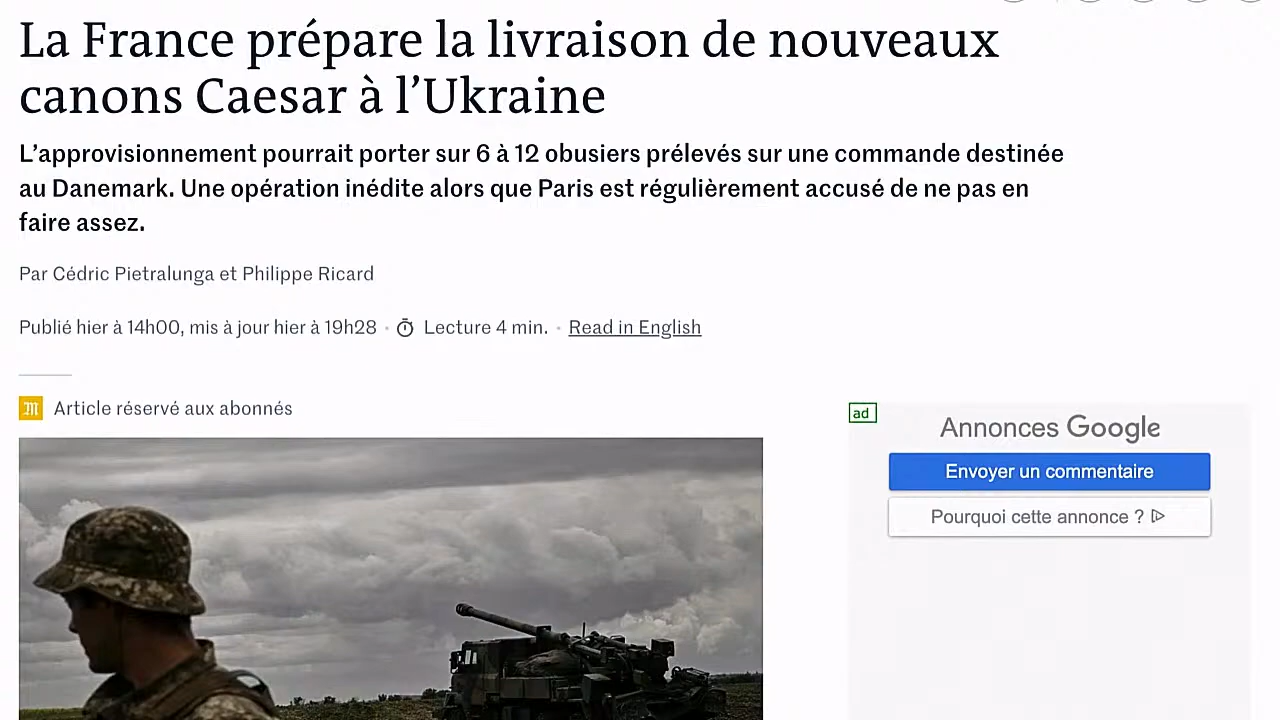 La France prépare la livraison de nouveaux
canons Caesar à l’Ukraine
L’approvisionnement pourrait porter sur 6 à 12 obusiers prélevés sur une commande destinée
au Danemark. Une opération inédite alors que Paris est régulièrement accusé de ne pas en
faire assez.
Par Cédric Pietralunga et Philippe Ricard
Publié hier à 14h00, mis à jour hier à 19h28 · Lecture 4 min. · Read in English
M Article réservé aux abonnés
ad
Annonces Google
Envoyer un commentaire
Pourquoi cette annonce ?